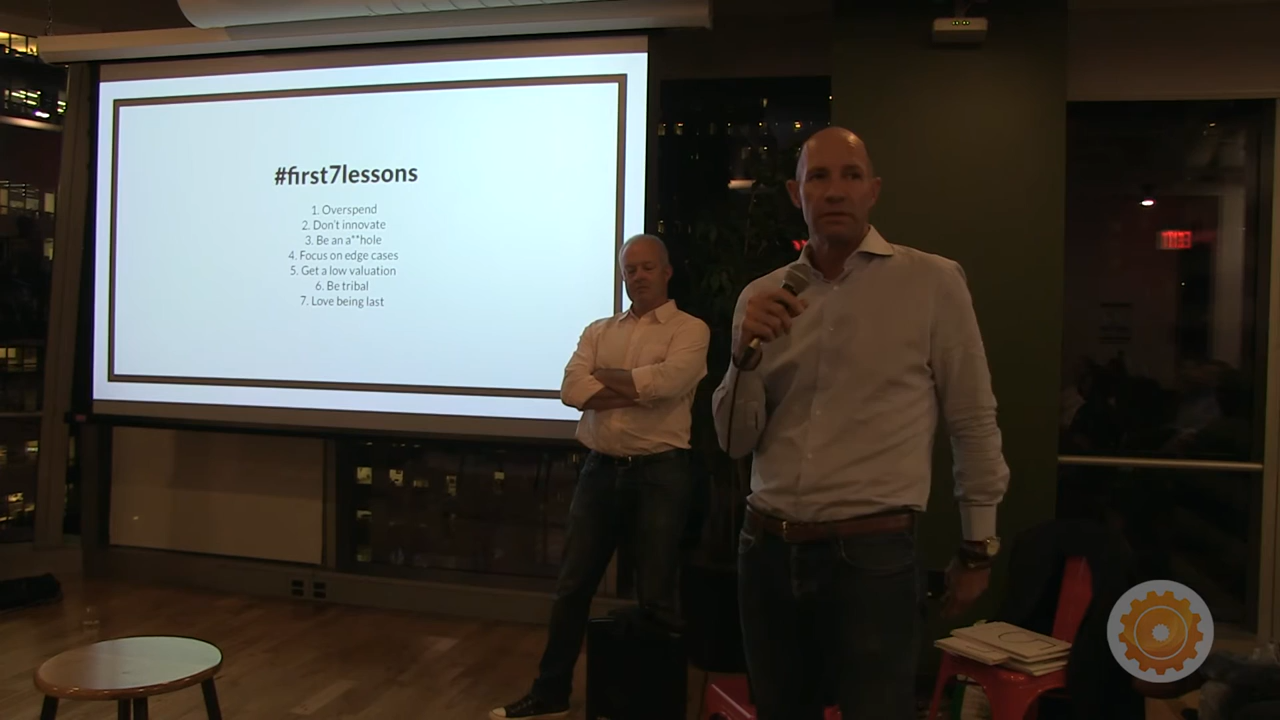 #first7lessons
1. Overspend
2. Don't innovate
3. Be an a**hole
4. Focus on edge cases
5. Get a low valuation
6. Be tribal
7. Love being last